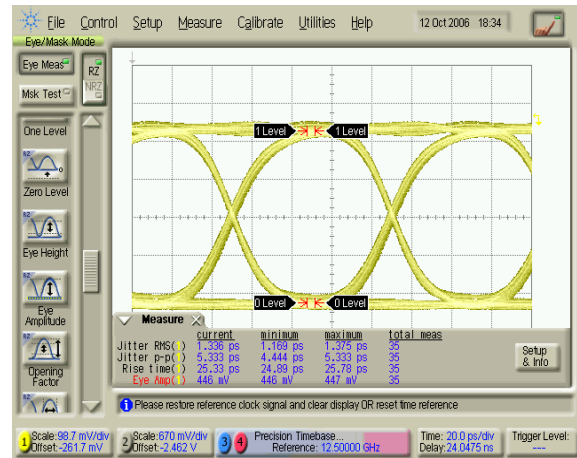 File Control Setup Measure Calibrate Utilities Help 12 Oct 2006 18:34
Eye/Mask Mode
Eye Meas
RZ
NRZ
Msk Test
One Level
Zero Level
Eye Height
Eye
Amplitude
Opening
Factor
1 Level 1 Level
0 Level 0 Level
Measure
current minimum maximum total meas
Jitter RMS(1) 1.336 ps 1.169 ps 1.375 ps 35
Jitter p-p(1) 5.333 ps 4.444 ps 5.333 ps 35
Rise time(1) 25.33 ps 24.89 ps 25.78 ps 35
Eye Amp(1) 446 mV 446 mV 447 mV 35
Setup
& Info
Please restore reference clock signal and clear display OR reset time reference
1 Scale:98.7 mV/div
Offset:-261.7 mV
2 Scale:670 mV/div
Offset:-2.462 V
3 4 Precision Timebase...
Reference: 12.50000 GHz
Time: 20.0 ps/div
Delay:24.0475 ns
Trigger Level:
---